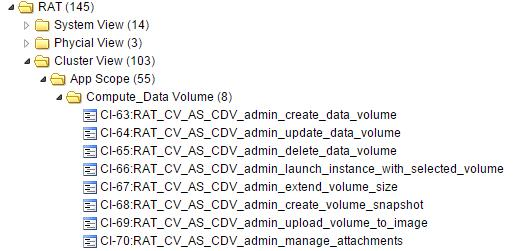 RAT (145)
System View (14)
Phycial View (3)
Cluster View (103)
App Scope (55)
Compute_Data Volume (8)
CI-63:RAT_CV_AS_CDV_admin_create_data_volume
CI-64:RAT_CV_AS_CDV_admin_update_data_volume
CI-65:RAT_CV_AS_CDV_admin_delete_data_volume
CI-66:RAT_CV_AS_CDV_admin_launch_instance_with_selected_volume
CI-67:RAT_CV_AS_CDV_admin_extend_volume_size
CI-68:RAT_CV_AS_CDV_admin_create_volume_snapshot
CI-69:RAT_CV_AS_CDV_admin_upload_volume_to_image
CI-70:RAT_CV_AS_CDV_admin_manage_attachments